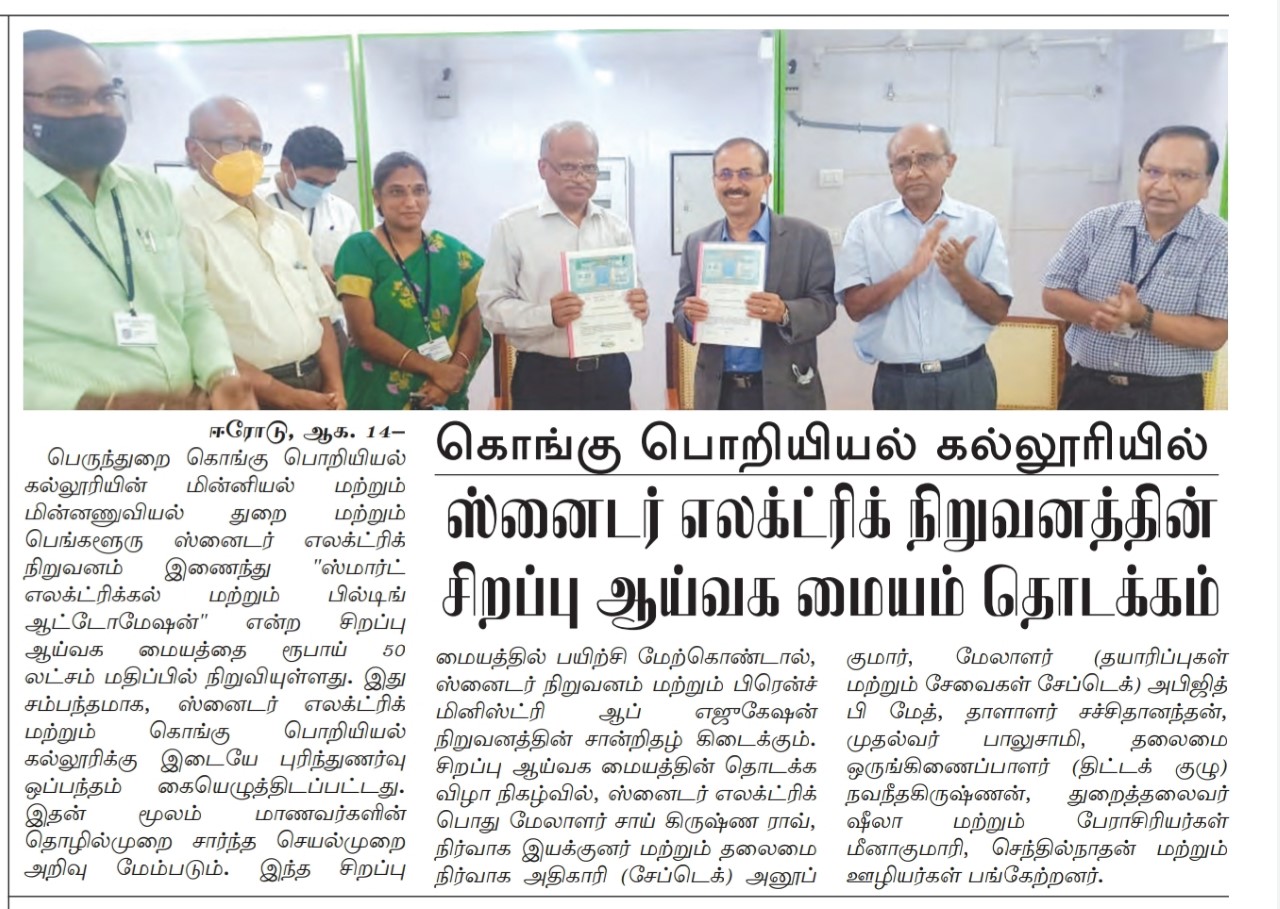 கொங்கு பொறியியல் கல்லூரியில்
ஸ்னைடர் எலக்ட்ரிக் நிறுவனத்தின்
சிறப்பு ஆய்வக மையம் தொடக்கம்
ஈரோடு, ஆக. 14–
பெருந்துறை கொங்கு பொறியியல்
கல்லூரியின் மின்னியல் மற்றும்
மின்னணுவியல் துறை மற்றும்
பெங்களூரு ஸ்னைடர் எலக்ட்ரிக்
நிறுவனம் இணைந்து "ஸ்மார்ட்
எலக்ட்ரிக்கல் மற்றும் பில்டிங்
ஆட்டோமேஷன்" என்ற சிறப்பு
ஆய்வக மையத்தை ரூபாய் 50
லட்சம் மதிப்பில் நிறுவியுள்ளது. இது
சம்பந்தமாக, ஸ்னைடர் எலக்ட்ரிக்
மற்றும் கொங்கு பொறியியல்
கல்லூரிக்கு இடையே புரிந்துணர்வு
ஒப்பந்தம் கையெழுத்திடப்பட்டது.
இதன் மூலம் மாணவர்களின்
தொழில்முறை சார்ந்த செயல்முறை
அறிவு மேம்படும். இந்த சிறப்பு
மையத்தில் பயிற்சி மேற்கொண்டால்,
ஸ்னைடர் நிறுவனம் மற்றும் பிரென்ச்
மினிஸ்ட்ரி ஆப் எஜுகேஷன்
நிறுவனத்தின் சான்றிதழ் கிடைக்கும்.
சிறப்பு ஆய்வக மையத்தின் தொடக்க
விழா நிகழ்வில், ஸ்னைடர் எலக்ட்ரிக்
பொது மேலாளர் சாய் கிருஷ்ண ராவ்,
நிர்வாக இயக்குனர் மற்றும் தலைமை
நிர்வாக அதிகாரி (சேப்டெக்) அனூப்
குமார், மேலாளர் (தயாரிப்புகள்
மற்றும் சேவைகள் சேப்டெக்) அபிஜித்
பி மேத், தாளாளர் சச்சிதானந்தன்,
முதல்வர் பாலுசாமி, தலைமை
ஒருங்கிணைப்பாளர் (திட்டக் குழு)
நவநீதகிருஷ்ணன், துறைத்தலைவர்
ஷீலா மற்றும் பேராசிரியர்கள்
மீனாகுமாரி, செந்தில்நாதன் மற்றும்
ஊழியர்கள் பங்கேற்றனர்.